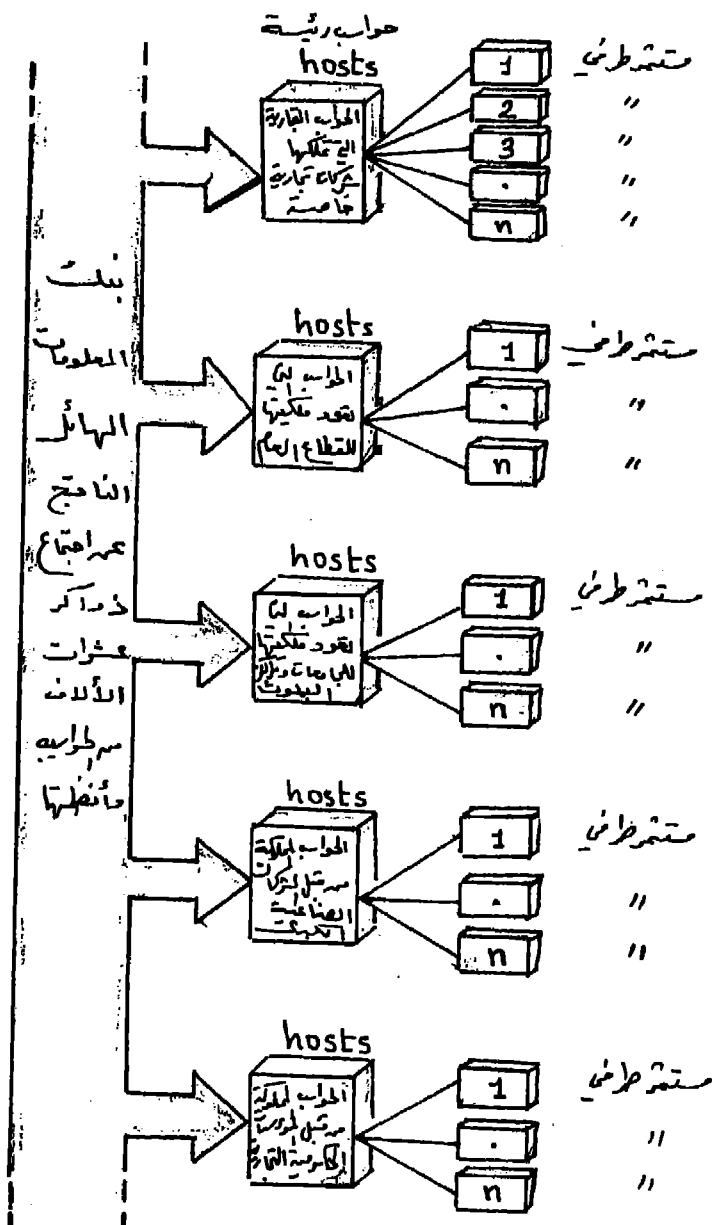 حواسب رئيسة
hosts
الحواسب التجارية
التي تملكها
شركات تجارية
خاصة
1
2
3
.
n
مستثمر طرفي
"
"
"
"
hosts
الحواسب التي
تعود ملكيتها
للقطاع العام
1
.
n
مستثمر طرفي
"
"
hosts
الحواسب التي
تعود ملكيتها
للجامعات ومراكز
البحوث
1
.
n
مستثمر طرفي
"
"
hosts
الحواسب المملوكة
من قبل الشركات
الصناعية
الكبرى
1
.
n
مستثمر طرفي
"
"
hosts
الحواسب المملوكة
من قبل المؤسسات
الحكومية التجارية
1
.
n
مستثمر طرفي
"
"
بنك
المعلومات
الهائل
الناتج
عن اجتماع
ذواكر
عشرات
الألاف
من الحواسيب
وأنظمتها